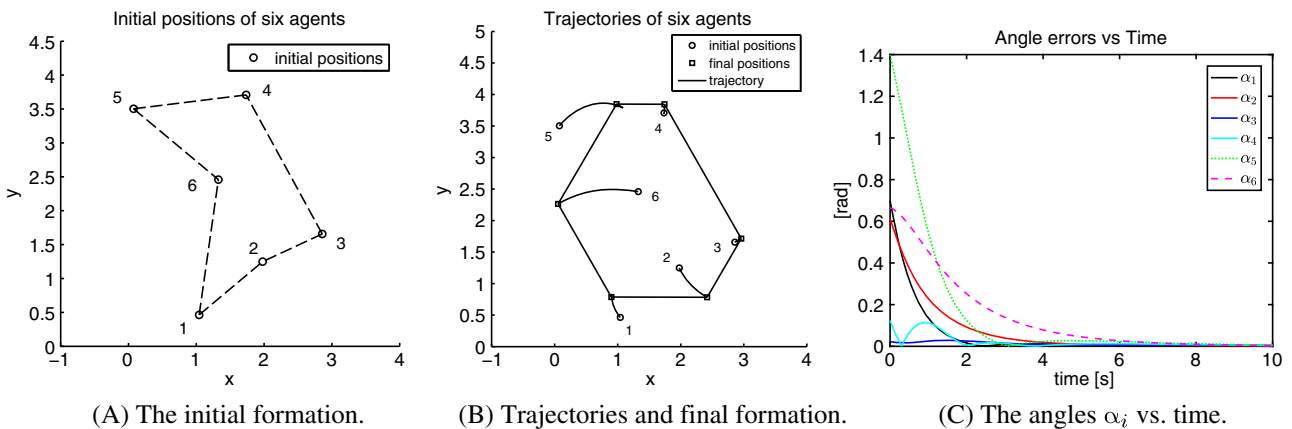 Initial positions of six agents
4.5
4
3.5
3
2.5
2
1.5
1
0.5
0
−1
0
1
2
3
4
x
y
initial positions
5
4
6
2
3
1
(A) The initial formation.
Trajectories of six agents
5
4.5
4
3.5
3
2.5
2
1.5
1
0.5
0
−1
0
1
2
3
4
x
y
initial positions
final positions
trajectory
5
4
6
3
2
1
(B) Trajectories and final formation.
Angle errors vs Time
1.4
1.2
1
0.8
0.6
0.4
0.2
0
0
2
4
6
8
10
time [s]
[rad]
α1
α2
α3
α4
α5
α6
(C) The angles αi vs. time.